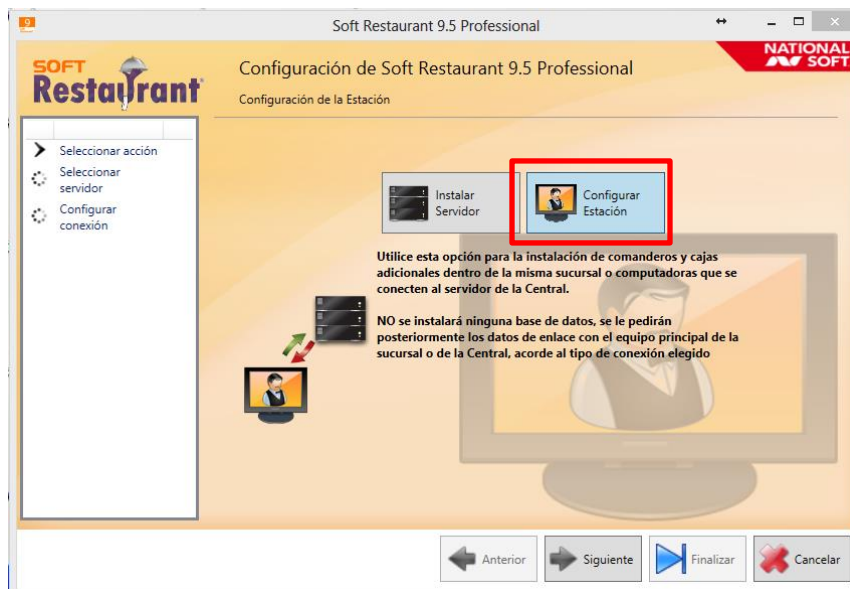 9
Soft Restaurant 9.5 Professional
SOFT
Restaurant
Configuración de Soft Restaurant 9.5 Professional
Configuración de la Estación
NATIONAL
SOFT
Seleccionar acción
Seleccionar
servidor
Configurar
conexión
Instalar
Servidor
Configurar
Estación
Utilice esta opción para la instalación de comanderos y cajas
adicionales dentro de la misma sucursal o computadoras que se
conecten al servidor de la Central.
NO se instalará ninguna base de datos, se le pedirán
posteriormente los datos de enlace con el equipo principal de la
sucursal o de la Central, acorde al tipo de conexión elegido
Anterior
Siguiente
Finalizar
Cancelar